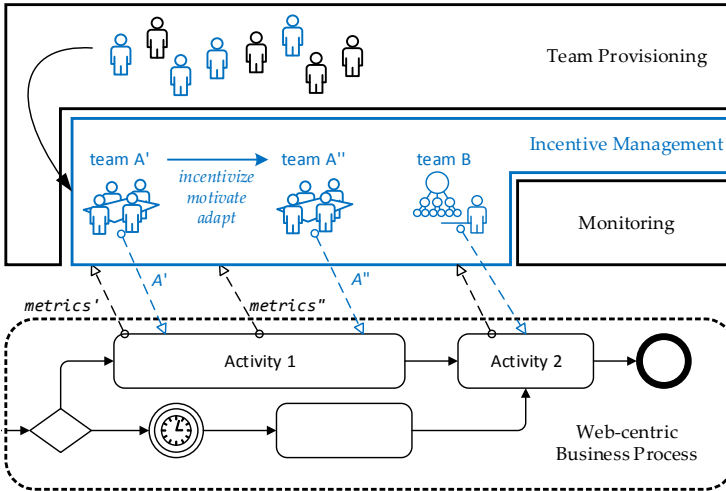 Team Provisioning
Incentive Management
team A'
team A''
team B
incentivize
motivate
adapt
Monitoring
A'
A"
metrics'
metrics"
Activity 1
Activity 2
Web-centric
Business Process